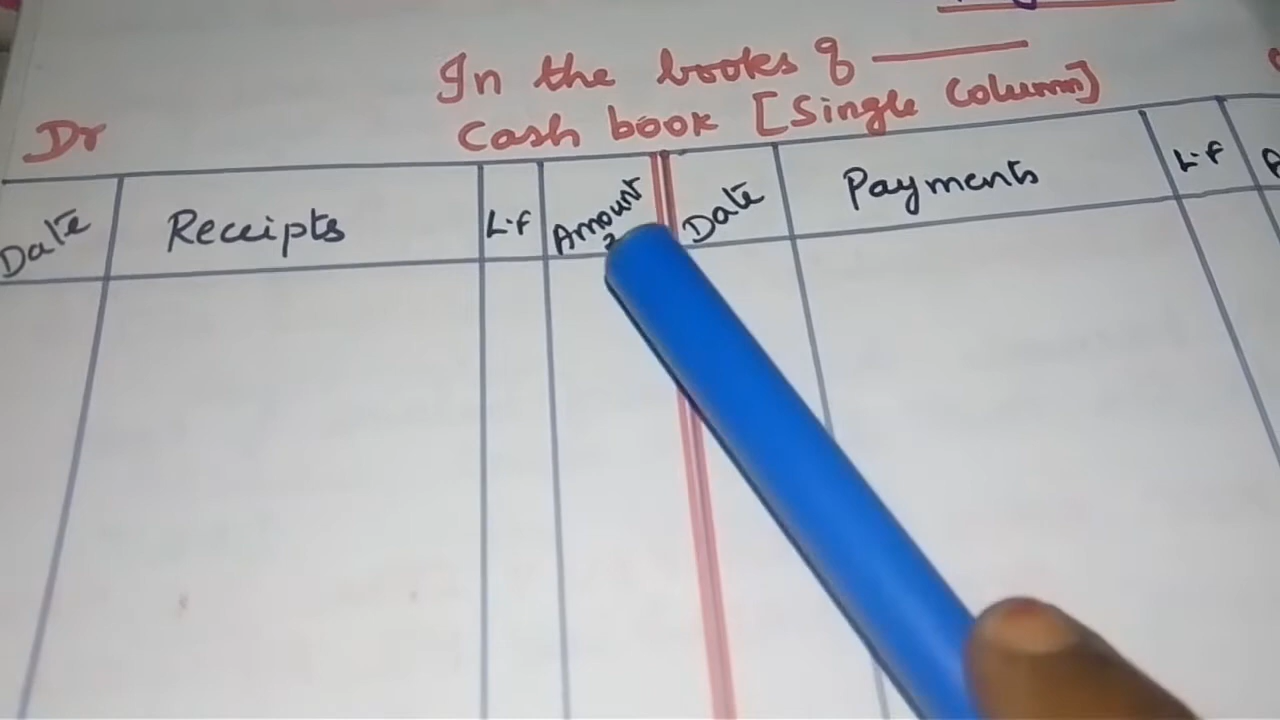 In the books of
Cash book [Single Column]
Dr
Date Receipts L.f Amount Date Payments L.f